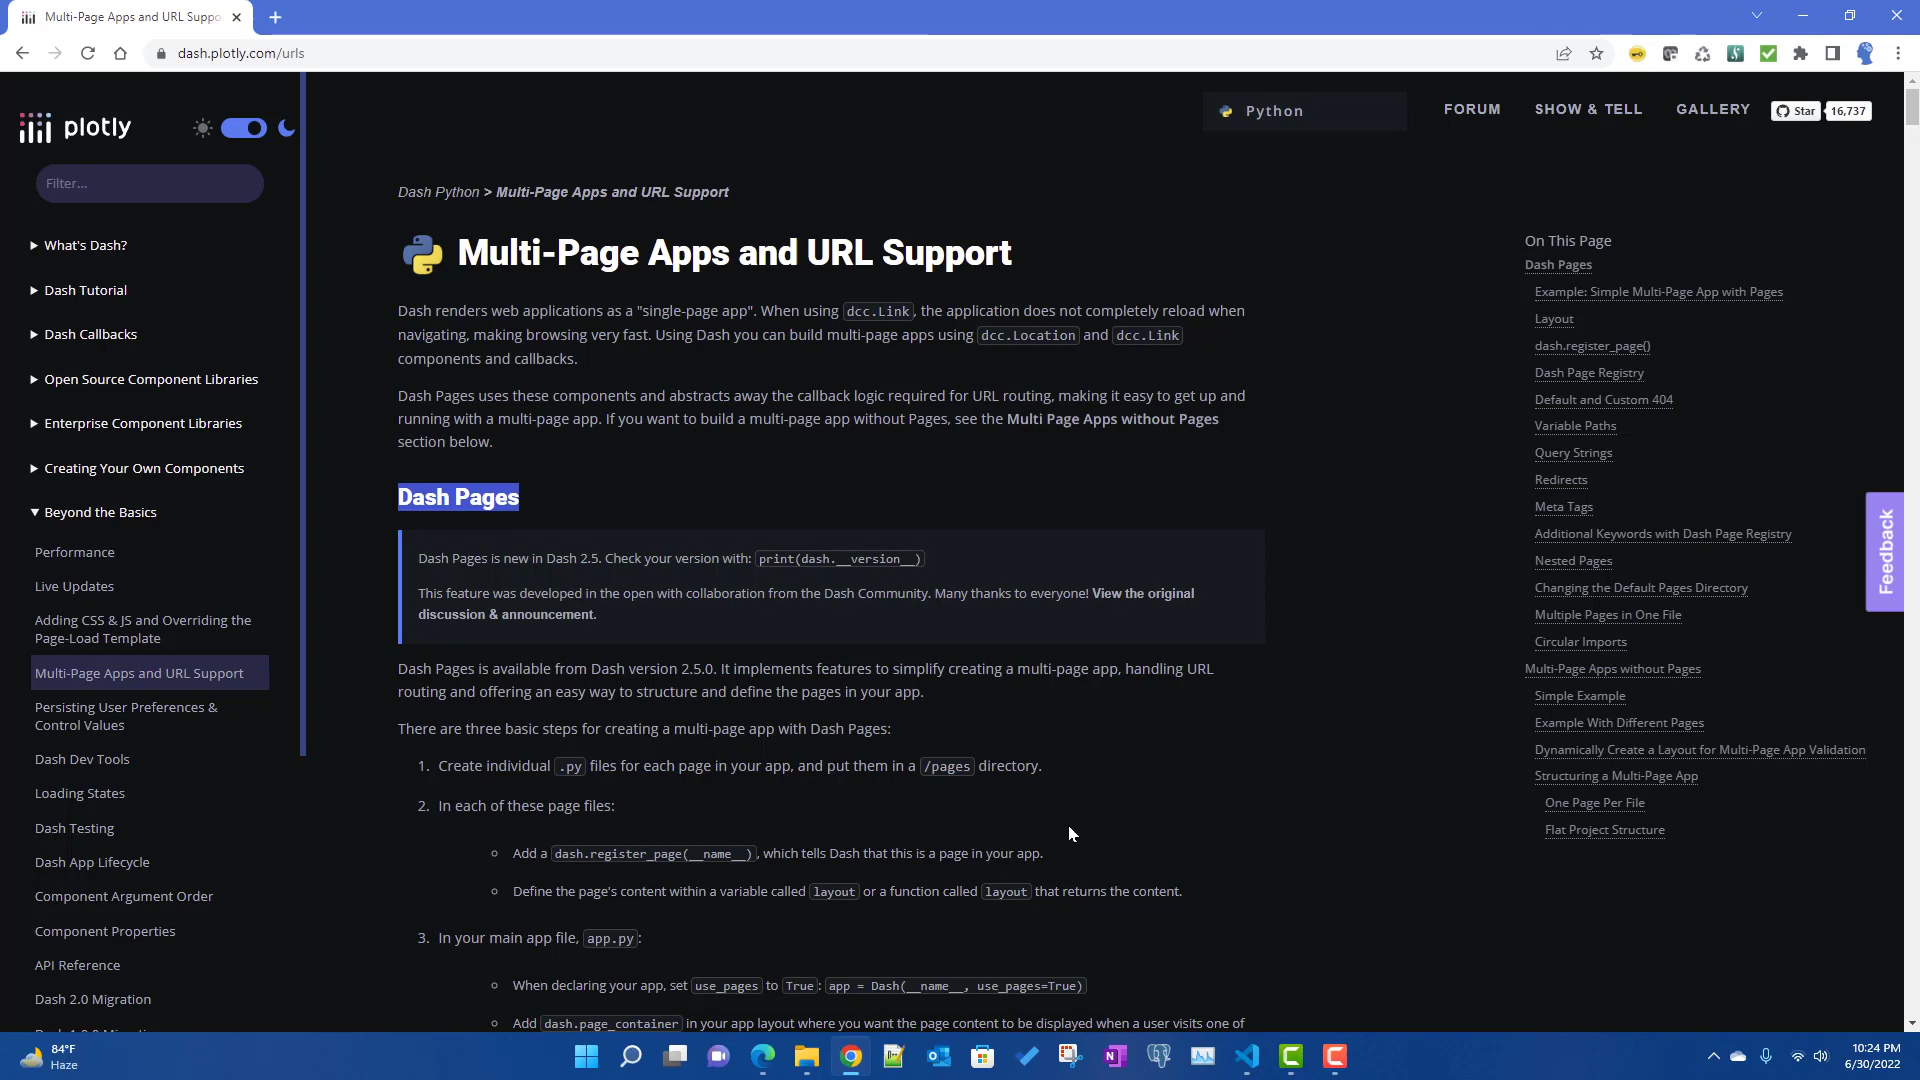 Multi-Page Apps and URL Suppo
dash.plotly.com/urls
plotly
Python
FORUM
SHOW & TELL
GALLERY
Star
16,737
Filter...
What's Dash?
Dash Tutorial
Dash Callbacks
Open Source Component Libraries
Enterprise Component Libraries
Creating Your Own Components
Beyond the Basics
Performance
Live Updates
Adding CSS & JS and Overriding the
Page-Load Template
Multi-Page Apps and URL Support
Persisting User Preferences &
Control Values
Dash Dev Tools
Loading States
Dash Testing
Dash App Lifecycle
Component Argument Order
Component Properties
API Reference
Dash 2.0 Migration
Dash Python > Multi-Page Apps and URL Support
Multi-Page Apps and URL Support
Dash renders web applications as a "single-page app". When using dcc.Link, the application does not completely reload when
navigating, making browsing very fast. Using Dash you can build multi-page apps using dcc.Location and dcc.Link
components and callbacks.
Dash Pages uses these components and abstracts away the callback logic required for URL routing, making it easy to get up and
running with a multi-page app. If you want to build a multi-page app without Pages, see the Multi Page Apps without Pages
section below.
Dash Pages
Dash Pages is new in Dash 2.5. Check your version with: print(dash.__version__)
This feature was developed in the open with collaboration from the Dash Community. Many thanks to everyone! View the original
discussion & announcement.
Dash Pages is available from Dash version 2.5.0. It implements features to simplify creating a multi-page app, handling URL
routing and offering an easy way to structure and define the pages in your app.
There are three basic steps for creating a multi-page app with Dash Pages:
1. Create individual .py files for each page in your app, and put them in a /pages directory.
2. In each of these page files:
Add a dash.register_page(__name__), which tells Dash that this is a page in your app.
Define the page's content within a variable called layout or a function called layout that returns the content.
3. In your main app file, app.py:
When declaring your app, set use_pages to True: app = Dash(__name__, use_pages=True)
Add dash.page_container in your app layout where you want the page content to be displayed when a user visits one of
On This Page
Dash Pages
Example: Simple Multi-Page App with Pages
Layout
dash.register_page()
Dash Page Registry
Default and Custom 404
Variable Paths
Query Strings
Redirects
Meta Tags
Additional Keywords with Dash Page Registry
Nested Pages
Changing the Default Pages Directory
Multiple Pages in One File
Circular Imports
Multi-Page Apps without Pages
Simple Example
Example With Different Pages
Dynamically Create a Layout for Multi-Page App Validation
Structuring a Multi-Page App
One Page Per File
Flat Project Structure
Feedback
84°F
Haze
10:24 PM
6/30/2022